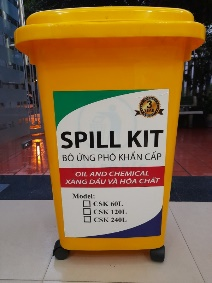 3
SPILL KIT
BỘ ỨNG PHÓ KHẨN CẤP
OIL AND CHEMICAL
XĂNG DẦU VÀ HÓA CHẤT
Model:
CSK 60L
CSK 120L
CSK 240L